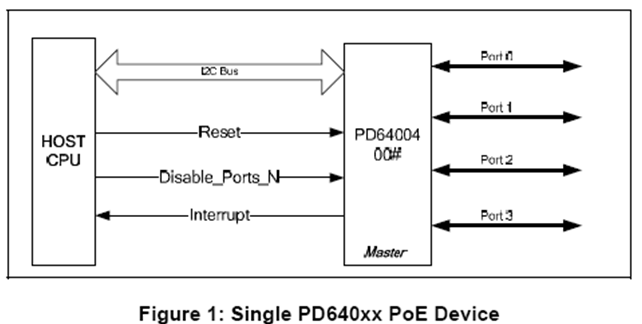 I2C Bus
Port 0
Port 1
HOST
CPU
Reset
PD64004
00#
Disable_Ports_N
Port 2
Interrupt
Port 3
Master
Figure 1: Single PD640xx PoE Device